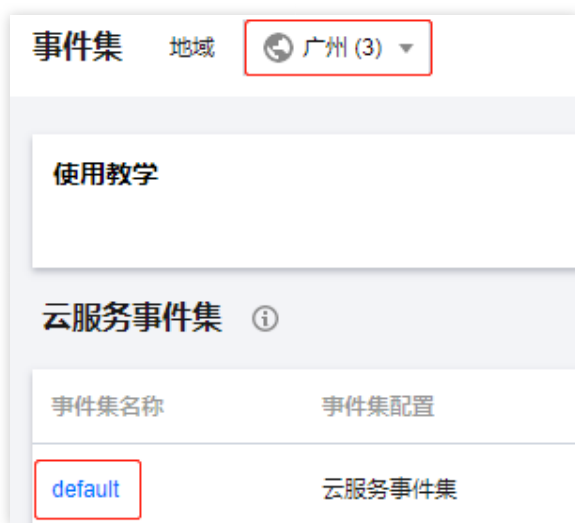 事件集 地域 广州 (3)
使用教学
云服务事件集
事件集名称 事件集配置
default 云服务事件集